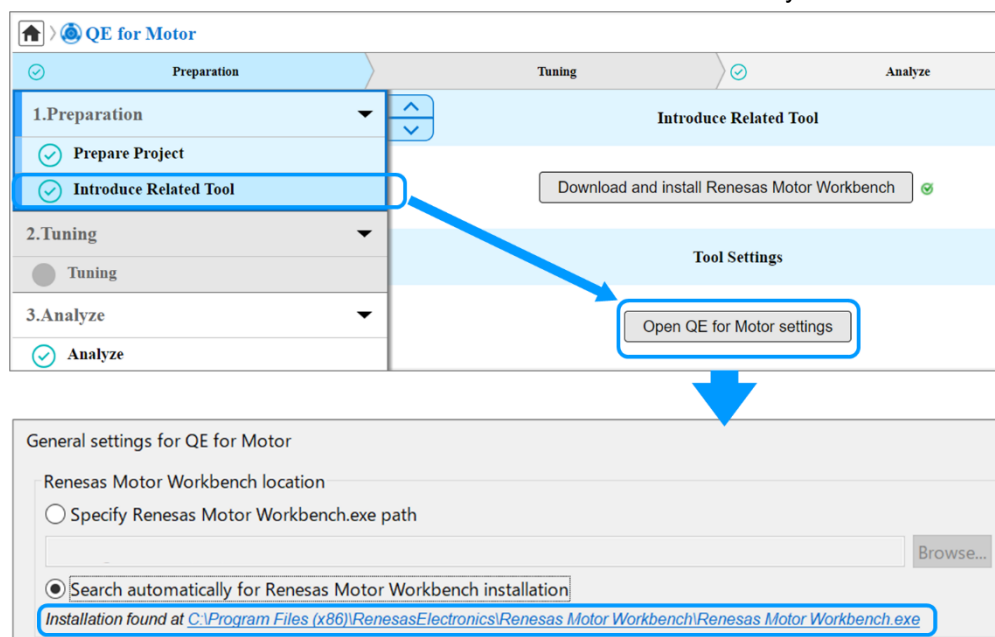 QE for Motor
Preparation
Tuning
Analyze
1.Preparation
Prepare Project
Introduce Related Tool
2.Tuning
Tuning
3.Analyze
Analyze
Introduce Related Tool
Download and install Renesas Motor Workbench
Tool Settings
Open QE for Motor settings
General settings for QE for Motor
Renesas Motor Workbench location
Specify Renesas Motor Workbench.exe path
Browse...
Search automatically for Renesas Motor Workbench installation
Installation found at C:\Program Files (x86)\RenesasElectronics\Renesas Motor Workbench\Renesas Motor Workbench.exe